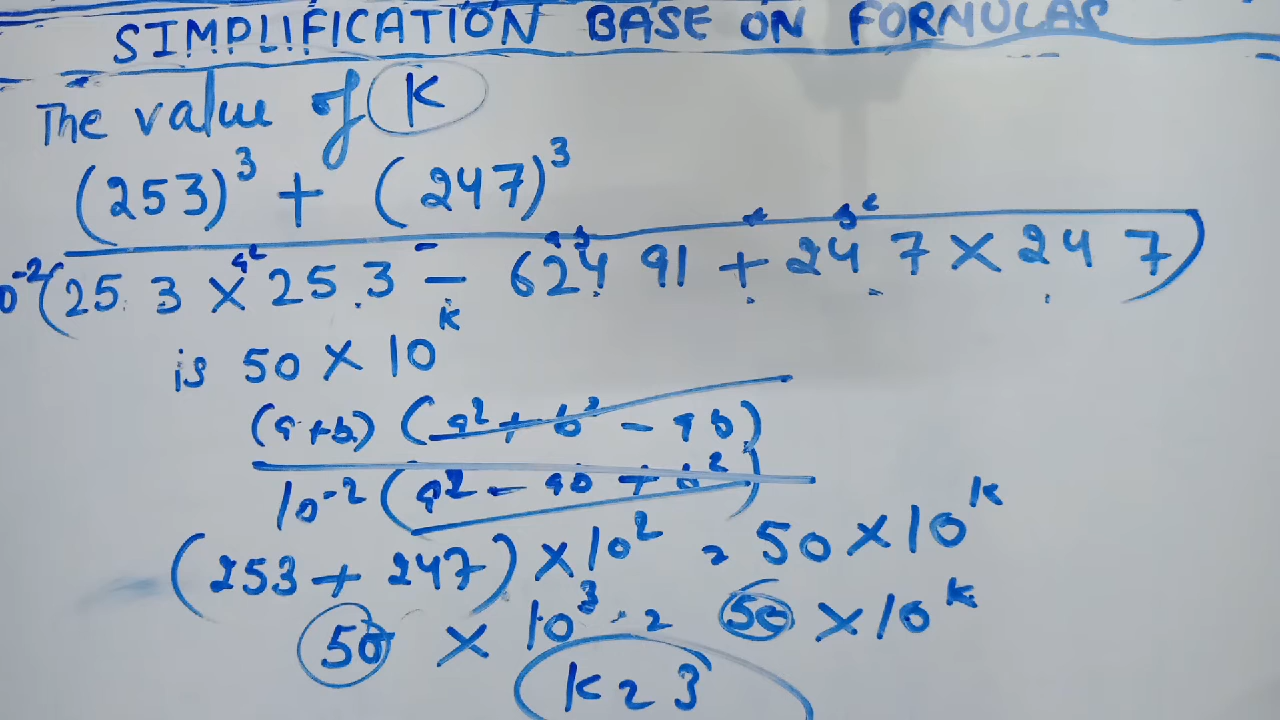 SIMPLIFICATION BASE ON FORMULAS
The value of K
(253)³ + (247)³
10⁻²(25.3 × 25.3 − 624.91 + 24.7 × 24.7)
is 50 × 10ᵏ
(a+b) (a² + b² − ab)
10⁻² (a² − ab + b²)
(253 + 247) × 10² = 50 × 10ᵏ
50 × 10³ = 50 × 10ᵏ
K = 3